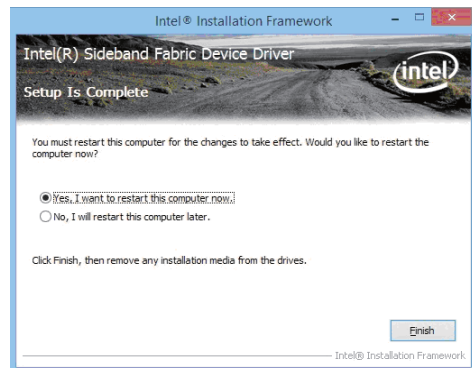 Intel® Installation Framework
Intel(R) Sideband Fabric Device Driver
Setup Is Complete
intel
You must restart this computer for the changes to take effect. Would you like to restart the
computer now?
Yes, I want to restart this computer now.
No, I will restart this computer later.
Click Finish, then remove any installation media from the drives.
Finish
Intel® Installation Framework